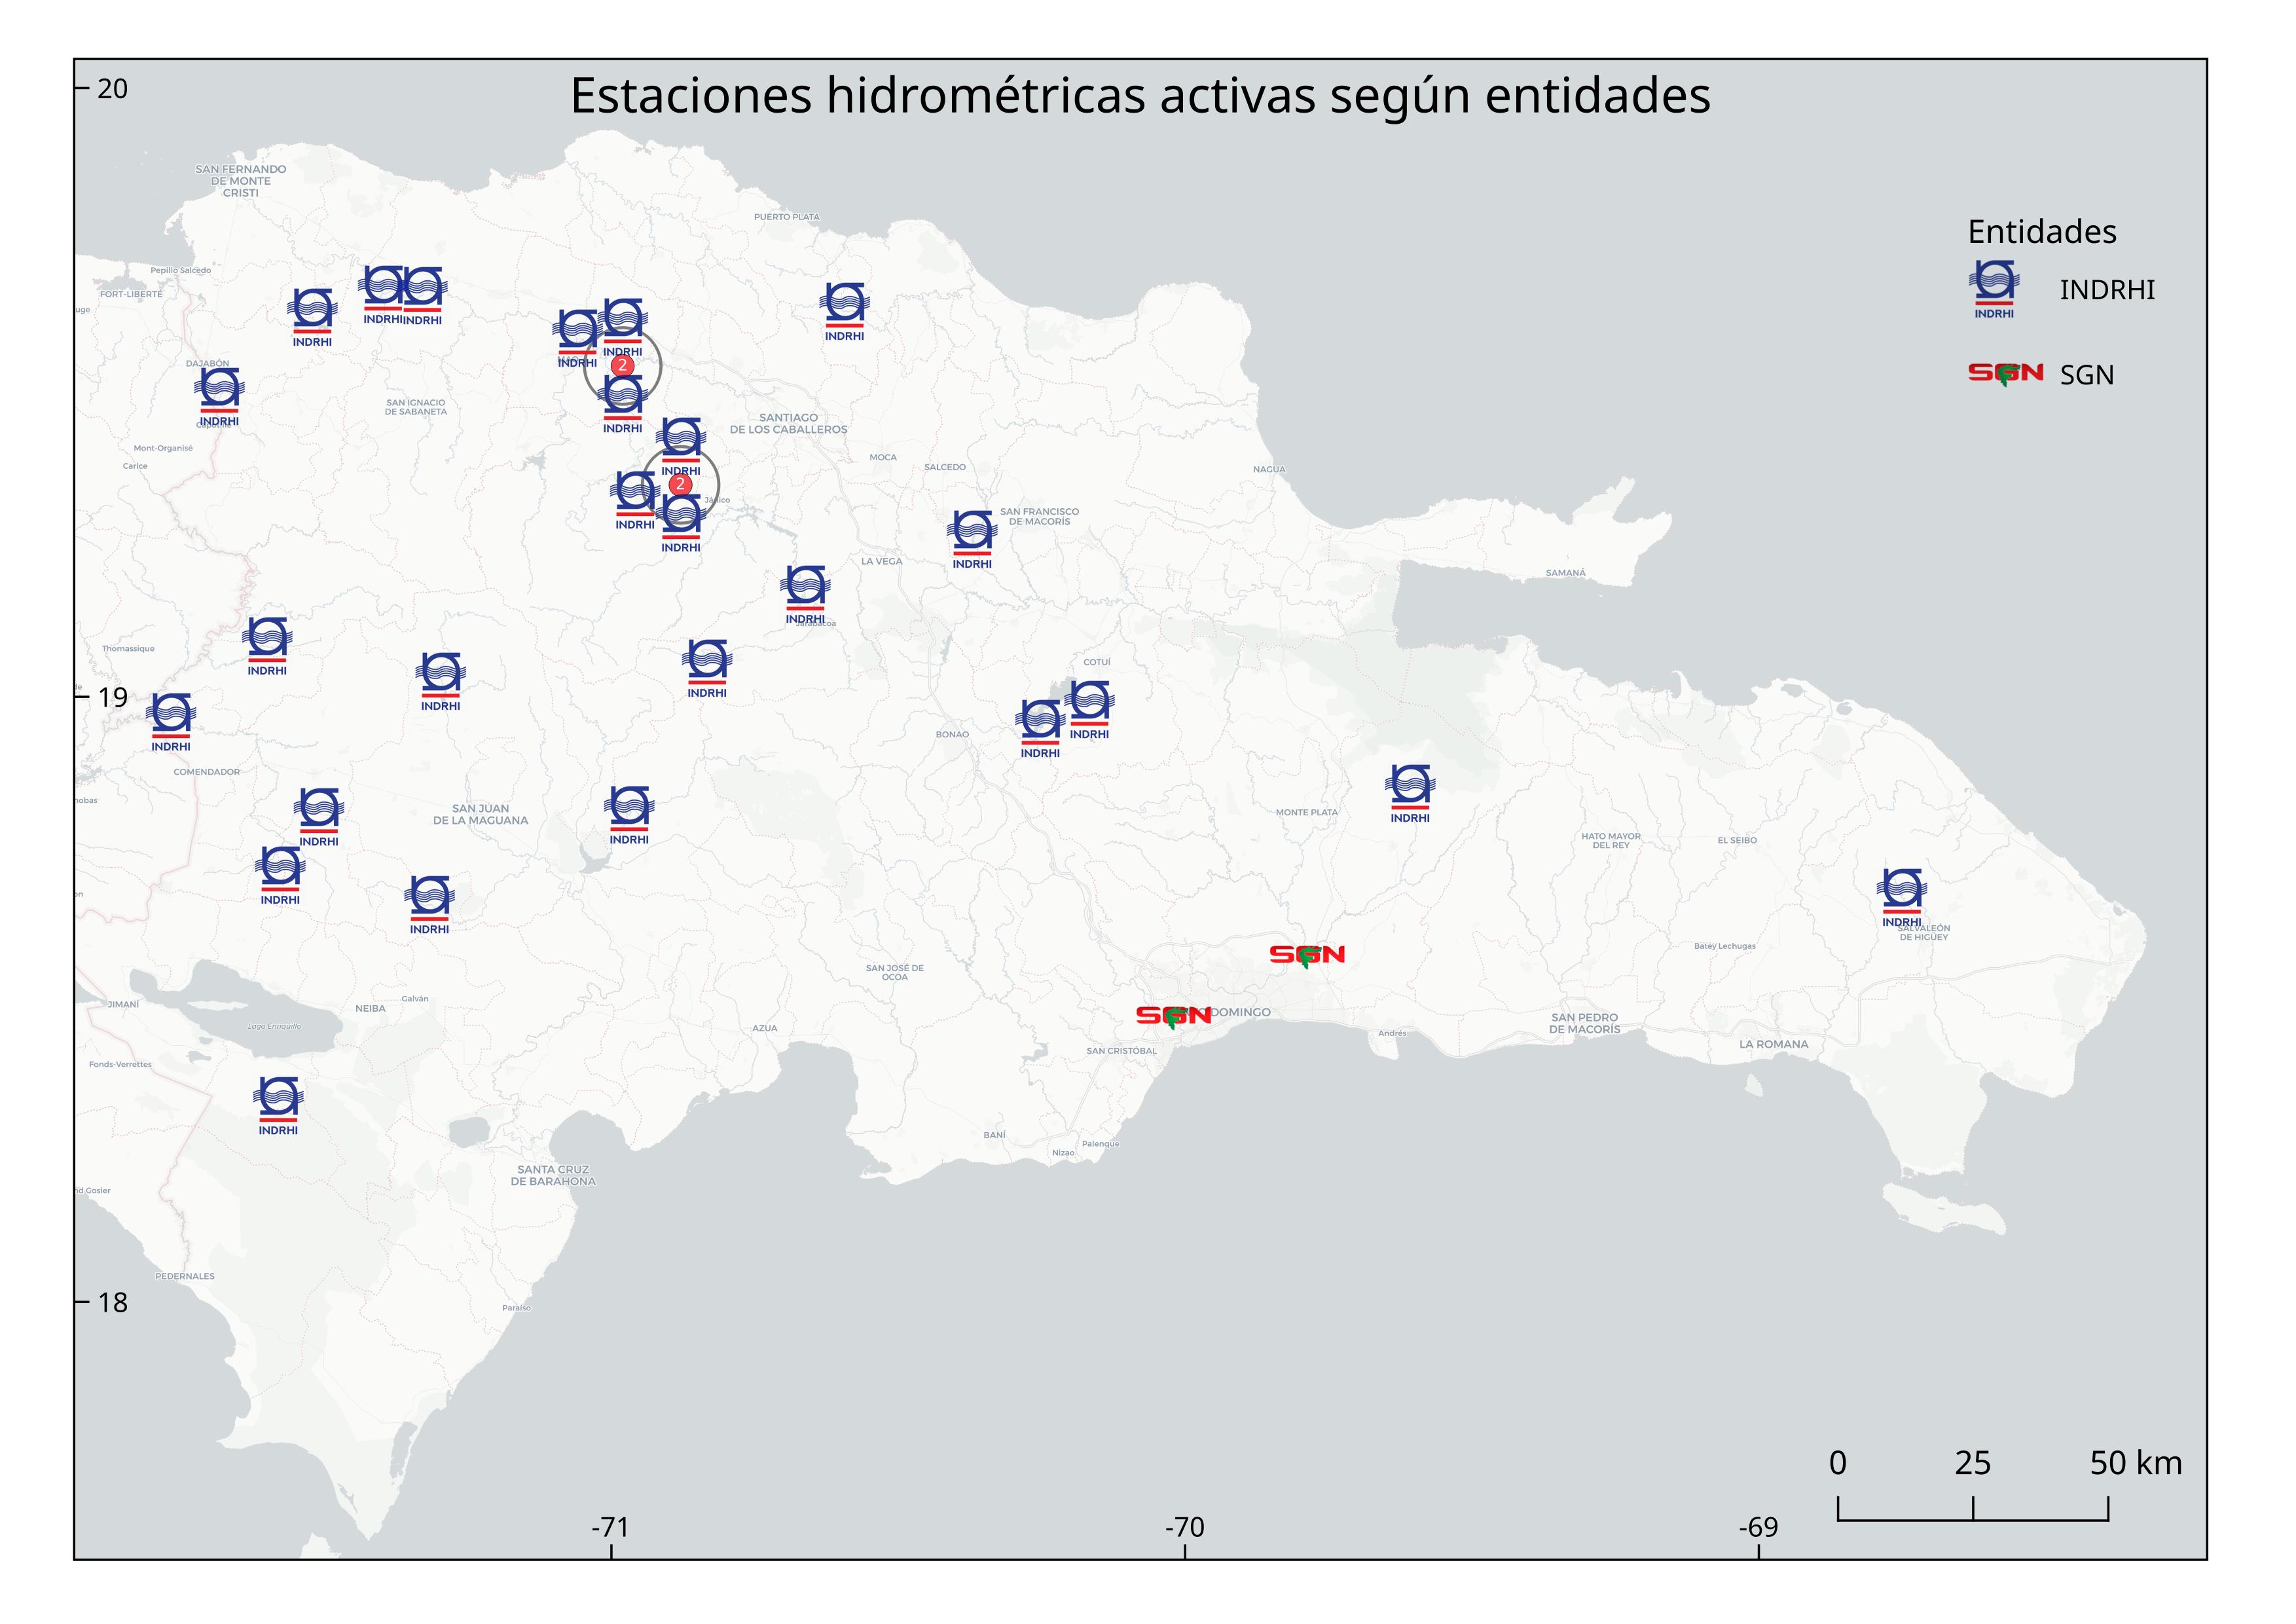 Estaciones hidrométricas activas según entidades
20
SAN FERNANDO
DE MONTE
CRISTI
PUERTO PLATA
Entidades
INDRHI
SGN
SGN
Pepillo Salcedo
FORT-LIBERTÉ
INDRHI
INDRHI
INDRHI
INDRHI
INDRHI
INDRHI
2
DAJABÓN
INDRHI
SAN IGNACIO
DE SABANETA
INDRHI
SANTIAGO
DE LOS CABALLEROS
Mont-Organisé
Carice
MOCA
SALCEDO
NAGUA
INDRHI
2
Jánico
INDRHI
INDRHI
SAN FRANCISCO
DE MACORÍS
INDRHI
LA VEGA
SAMANÁ
INDRHI
Jarabacoa
Thomassique
INDRHI
COTUÍ
INDRHI
INDRHI
19
INDRHI
INDRHI
INDRHI
BONAO
COMENDADOR
SAN JUAN
DE LA MAGUANA
INDRHI
INDRHI
MONTE PLATA
INDRHI
HATO MAYOR
DEL REY
EL SEIBO
INDRHI
INDRHI
INDRHI
SALVALEÓN
DE HIGÜEY
Batey Lechugas
SGN
SAN JOSÉ DE
OCOA
JIMANÍ
NEIBA
Galván
Lago Enriquillo
AZUA
SGN
DOMINGO
Andrés
SAN PEDRO
DE MACORÍS
LA ROMANA
SAN CRISTÓBAL
Fonds-Verrettes
INDRHI
BANÍ
Palenque
Nizao
SANTA CRUZ
DE BARAHONA
nd Gosier
PEDERNALES
18
Paraíso
0 25 50 km
-71 -70 -69